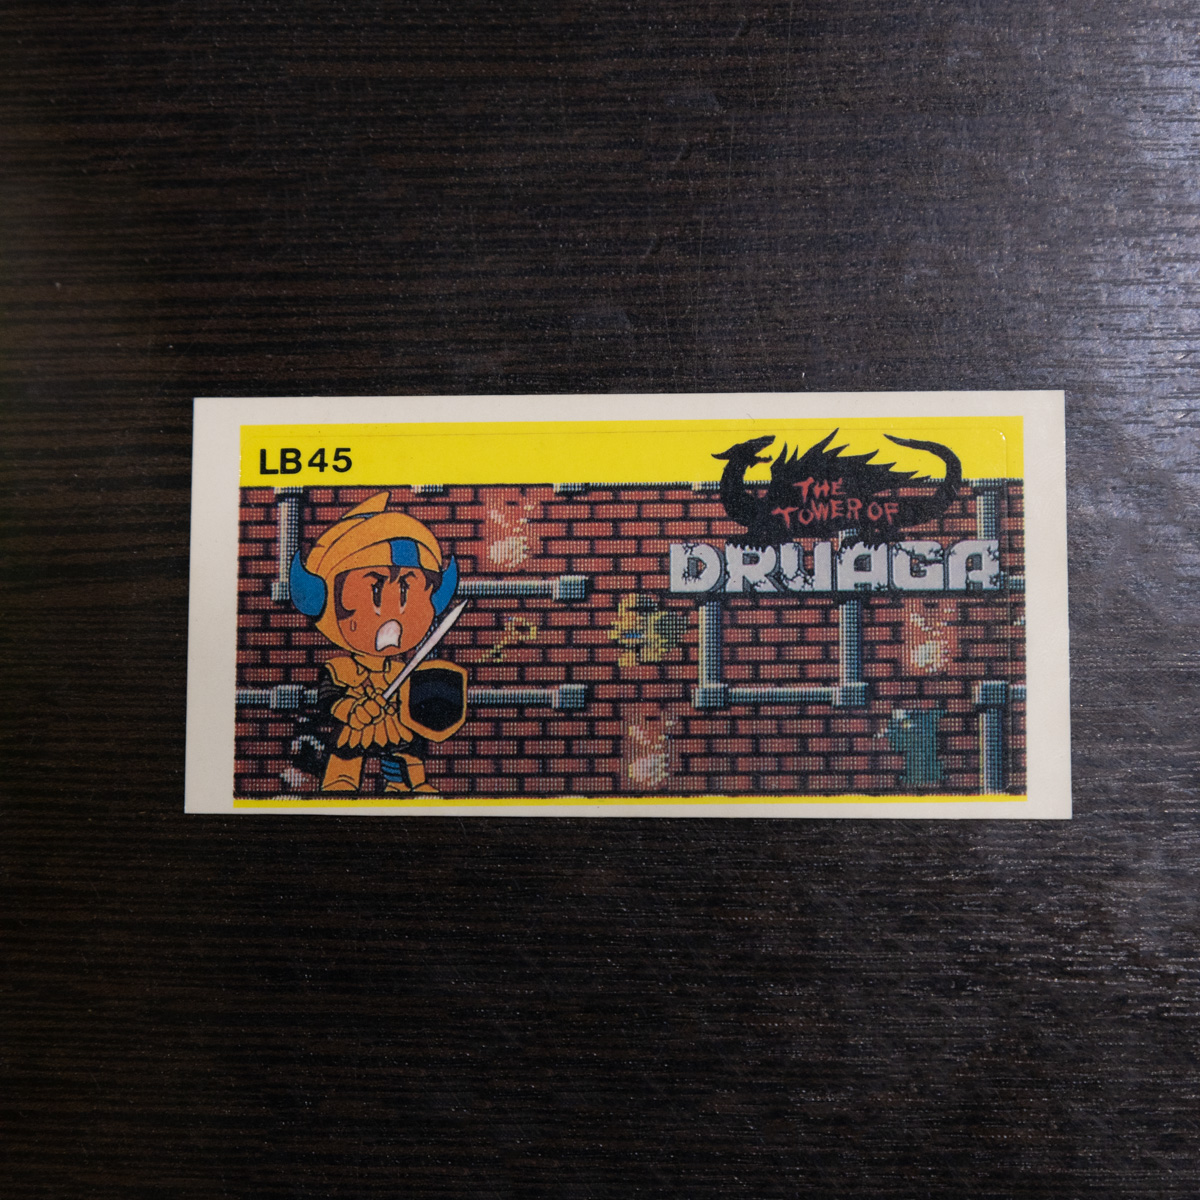 LB45
THE
TOWER OF
DRUAGA